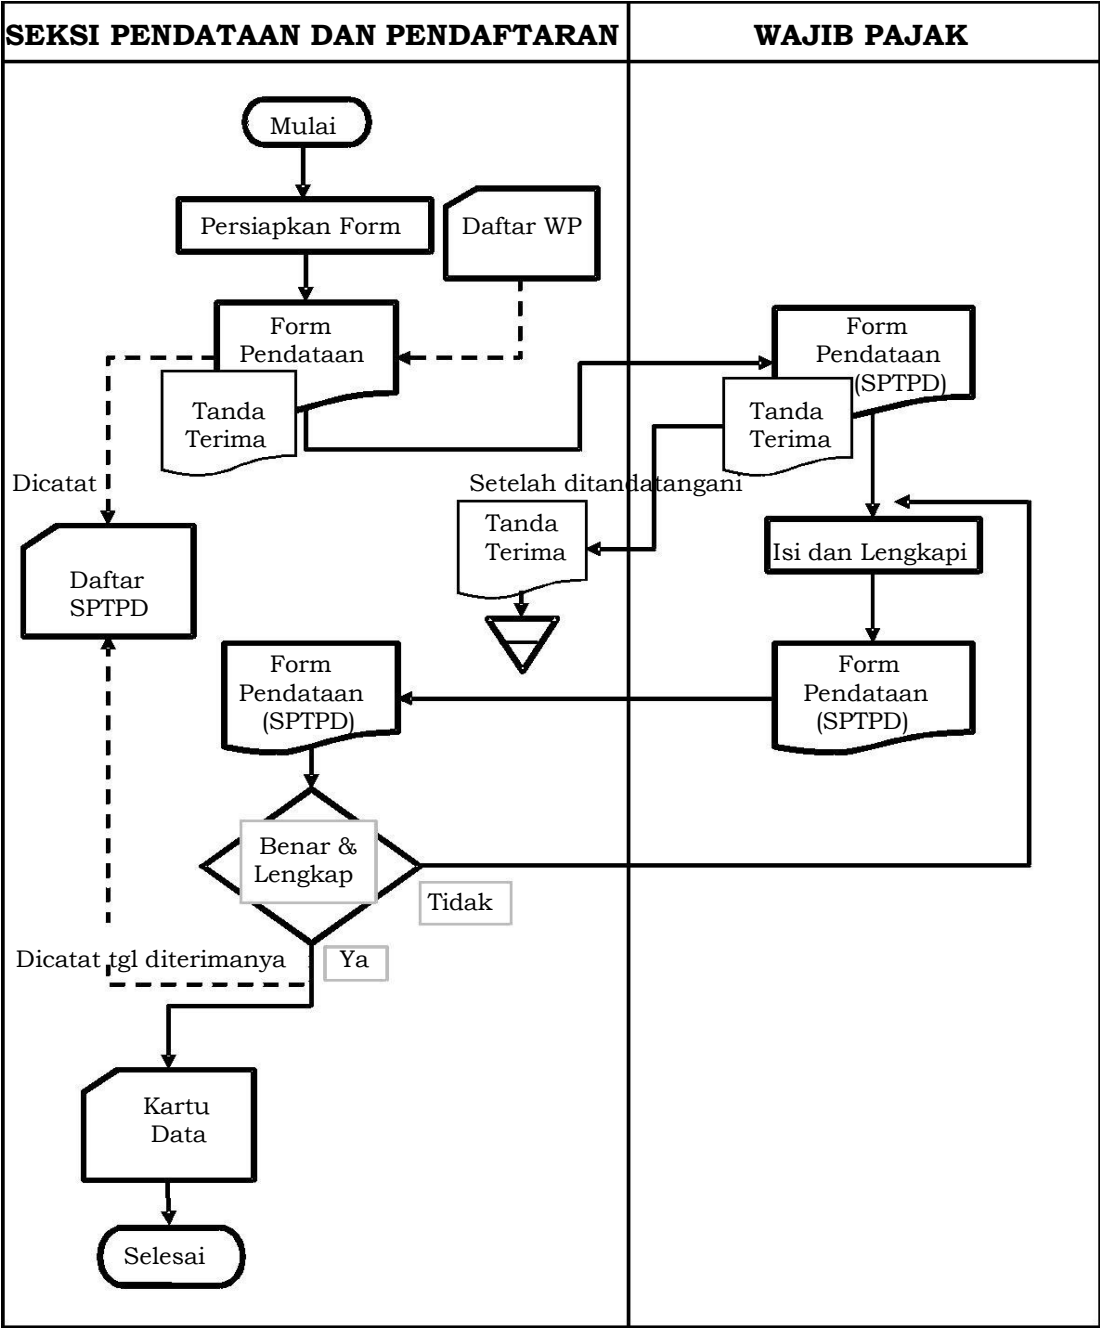 SEKSI PENDATAAN DAN PENDAFTARAN
WAJIB PAJAK
Mulai
Persiapkan Form
Daftar WP
Form
Pendataan
Tanda
Terima
Form
Pendataan
(SPTPD)
Tanda
Terima
Dicatat
Setelah ditandatangani
Tanda
Terima
Isi dan Lengkapi
Daftar
SPTPD
Form
Pendataan
(SPTPD)
Form
Pendataan
(SPTPD)
Benar &
Lengkap
Tidak
Dicatat tgl diterimanya
Ya
Kartu
Data
Selesai